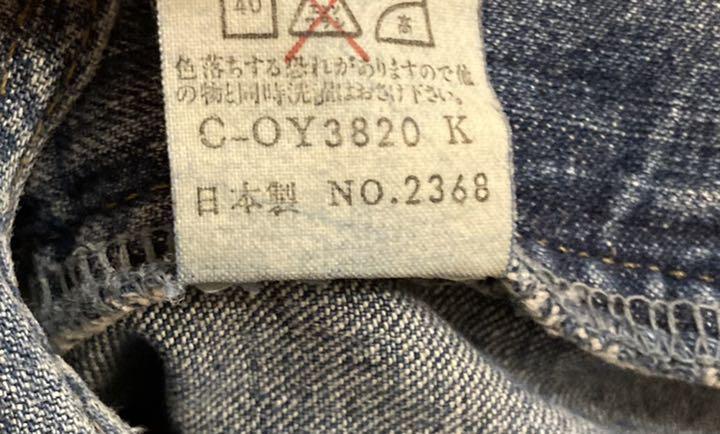 40
高
色落ちする恐れがありますので他
の物と同時洗濯はおさけ下さい。
C-OY3820 K
日本製 NO.2368